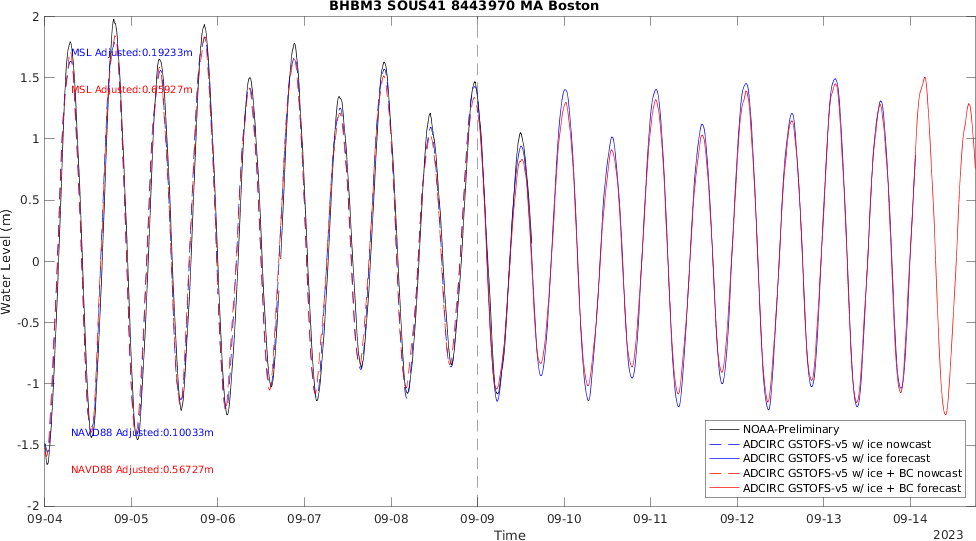 BHBM3 SOUS41 8443970 MA Boston
2
1.5
1
0.5
0
-0.5
-1
-1.5
-2
Water Level (m)
MSL Adjusted:0.19233m
MSL Adjusted:0.65927m
NAVD88 Adjusted:0.10033m
NAVD88 Adjusted:0.56727m
NOAA-Preliminary
ADCIRC GSTOFS-v5 w/ ice nowcast
ADCIRC GSTOFS-v5 w/ ice forecast
ADCIRC GSTOFS-v5 w/ ice + BC nowcast
ADCIRC GSTOFS-v5 w/ ice + BC forecast
09-04 09-05 09-06 09-07 09-08 09-09 09-10 09-11 09-12 09-13 09-14
Time
2023